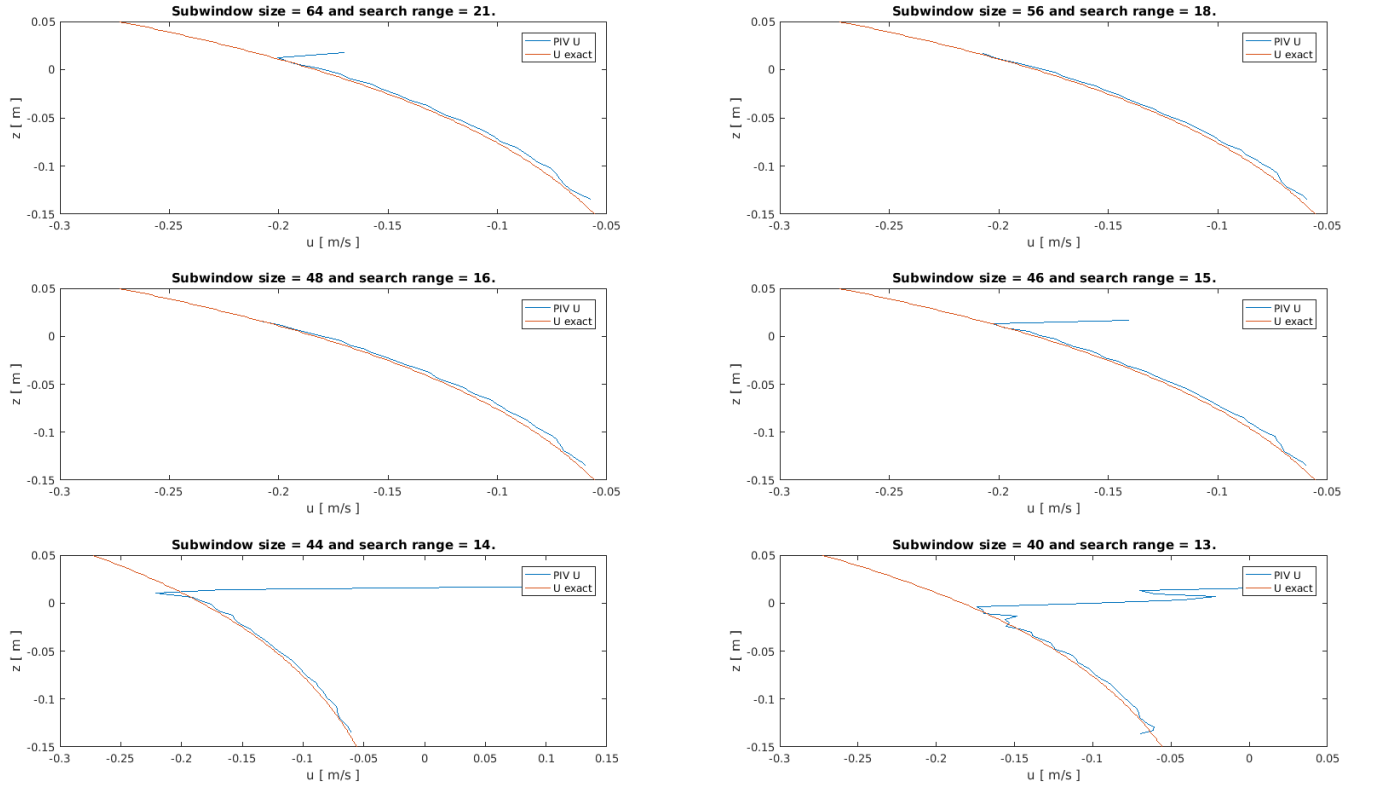 Subwindow size = 64 and search range = 21.
0.05
0
-0.05
-0.1
-0.15
z [ m ]
-0.3
-0.25
-0.2
-0.15
-0.1
-0.05
u [ m/s ]
PIV U
U exact
Subwindow size = 56 and search range = 18.
0.05
0
-0.05
-0.1
-0.15
z [ m ]
-0.3
-0.25
-0.2
-0.15
-0.1
-0.05
u [ m/s ]
PIV U
U exact
Subwindow size = 48 and search range = 16.
0.05
0
-0.05
-0.1
-0.15
z [ m ]
-0.3
-0.25
-0.2
-0.15
-0.1
-0.05
u [ m/s ]
PIV U
U exact
Subwindow size = 46 and search range = 15.
0.05
0
-0.05
-0.1
-0.15
z [ m ]
-0.3
-0.25
-0.2
-0.15
-0.1
-0.05
u [ m/s ]
PIV U
U exact
Subwindow size = 44 and search range = 14.
0.05
0
-0.05
-0.1
-0.15
z [ m ]
-0.3
-0.25
-0.2
-0.15
-0.1
-0.05
0
0.05
0.1
0.15
u [ m/s ]
PIV U
U exact
Subwindow size = 40 and search range = 13.
0.05
0
-0.05
-0.1
-0.15
z [ m ]
-0.3
-0.25
-0.2
-0.15
-0.1
-0.05
0
0.05
u [ m/s ]
PIV U
U exact